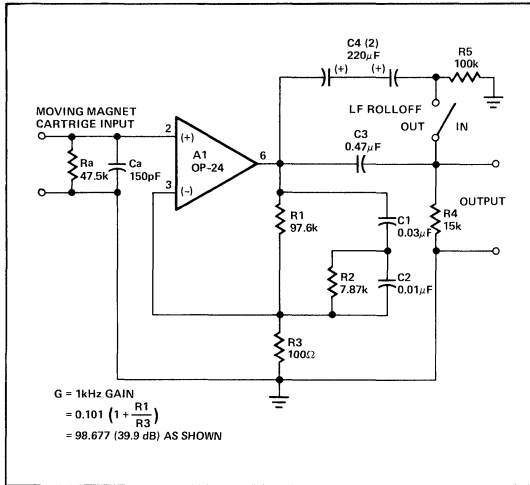 C4 (2)
220μF
(+) (+)
R5
100k
LF ROLLOFF
OUT IN
MOVING MAGNET
CARTRIGE INPUT
C3
0.47μF
2
(+)
A1
OP-24
6
3
(~)
Ra
47.5k
Ca
150pF
R1
97.6k
C1
0.03μF
R4
15k
OUTPUT
R2
7.87k
C2
0.01μF
R3
100Ω
G = 1kHz GAIN
= 0.101 (1 + R1/R3)
= 98.677 (39.9 dB) AS SHOWN